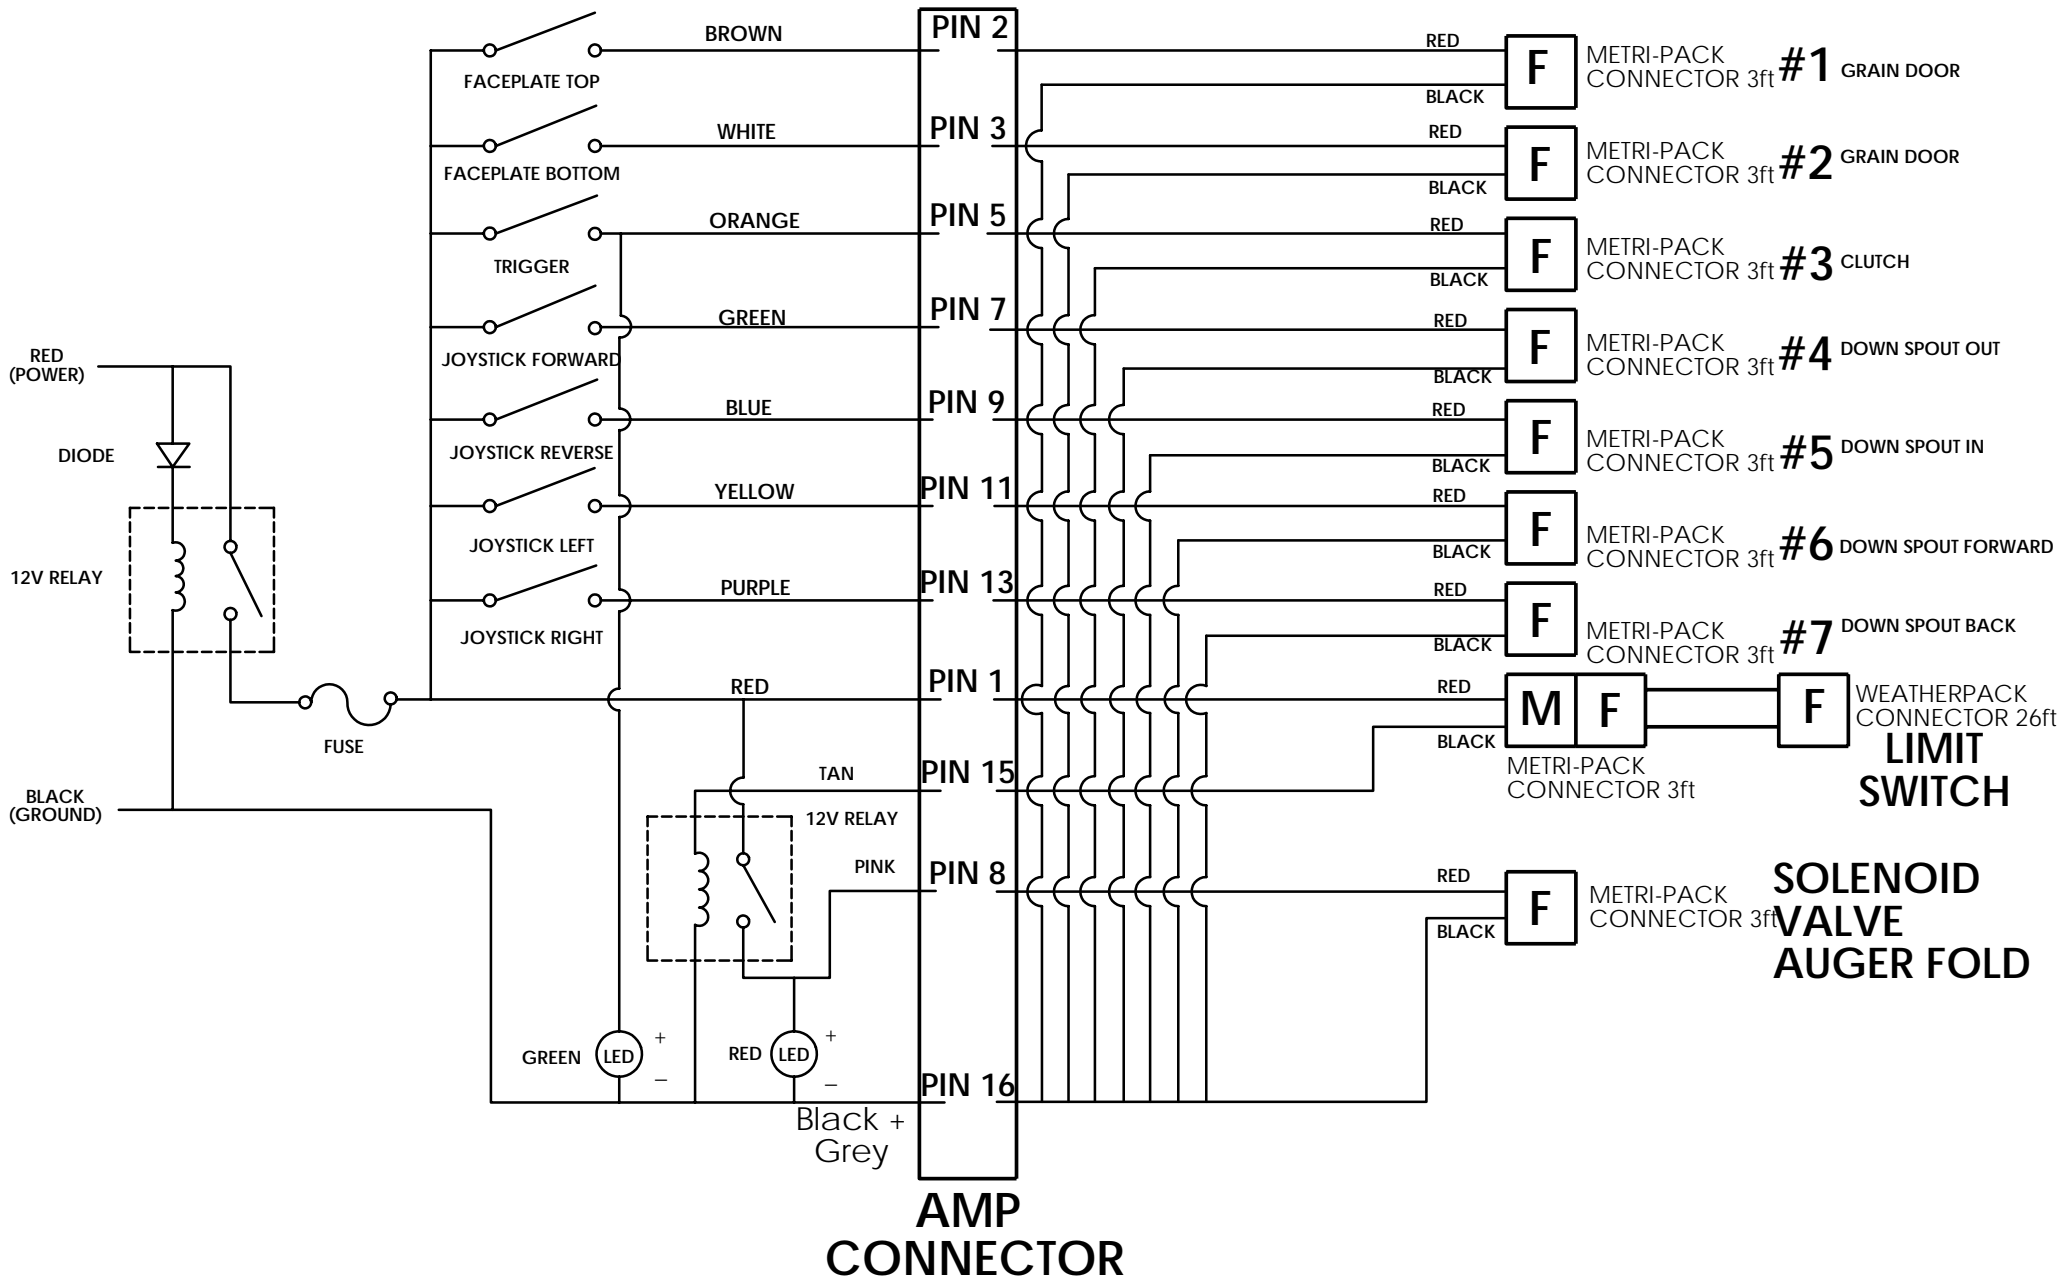 RED
(POWER)
DIODE
12V RELAY
BLACK
(GROUND)
FUSE
FACEPLATE TOP
FACEPLATE BOTTOM
TRIGGER
JOYSTICK FORWARD
JOYSTICK REVERSE
JOYSTICK LEFT
JOYSTICK RIGHT
BROWN
WHITE
ORANGE
GREEN
BLUE
YELLOW
PURPLE
RED
TAN
12V RELAY
PINK
GREEN
LED
+
–
RED
LED
+
–
Black +
Grey
PIN 2
PIN 3
PIN 5
PIN 7
PIN 9
PIN 11
PIN 13
PIN 1
PIN 15
PIN 8
PIN 16
AMP
CONNECTOR
RED
BLACK
F
METRI-PACK
CONNECTOR 3ft
#1 GRAIN DOOR
RED
BLACK
F
METRI-PACK
CONNECTOR 3ft
#2 GRAIN DOOR
RED
BLACK
F
METRI-PACK
CONNECTOR 3ft
#3 CLUTCH
RED
BLACK
F
METRI-PACK
CONNECTOR 3ft
#4 DOWN SPOUT OUT
RED
BLACK
F
METRI-PACK
CONNECTOR 3ft
#5 DOWN SPOUT IN
RED
BLACK
F
METRI-PACK
CONNECTOR 3ft
#6 DOWN SPOUT FORWARD
RED
BLACK
F
METRI-PACK
CONNECTOR 3ft
#7 DOWN SPOUT BACK
RED
BLACK
M F
METRI-PACK
CONNECTOR 3ft
F
WEATHERPACK
CONNECTOR 26ft
LIMIT
SWITCH
RED
BLACK
F
METRI-PACK
CONNECTOR 3ft
SOLENOID
VALVE
AUGER FOLD